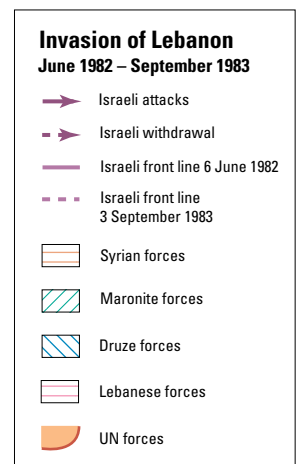 Invasion of Lebanon
June 1982 – September 1983
Israeli attacks
Israeli withdrawal
Israeli front line 6 June 1982
Israeli front line
3 September 1983
Syrian forces
Maronite forces
Druze forces
Lebanese forces
UN forces